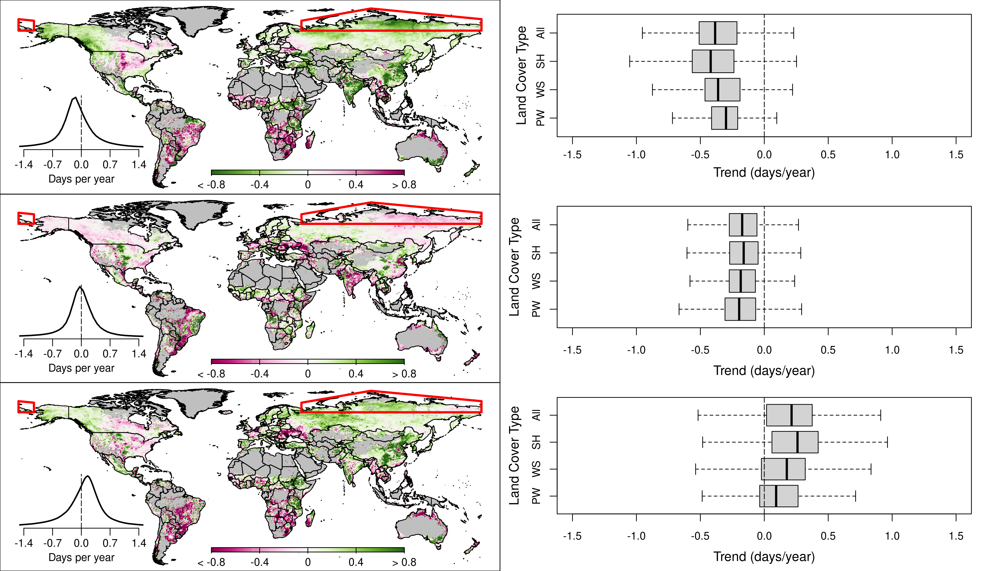 -1.4 -0.7 0.0 0.7 1.4
Days per year
< -0.8 -0.4 0 0.4 > 0.8
Land Cover Type
All
SH
WS
PW
-1.5 -1.0 -0.5 0.0 0.5 1.0 1.5
Trend (days/year)
-1.4 -0.7 0.0 0.7 1.4
Days per year
< -0.8 -0.4 0 0.4 > 0.8
Land Cover Type
All
SH
WS
PW
-1.5 -1.0 -0.5 0.0 0.5 1.0 1.5
Trend (days/year)
-1.4 -0.7 0.0 0.7 1.4
Days per year
< -0.8 -0.4 0 0.4 > 0.8
Land Cover Type
All
SH
WS
PW
-1.5 -1.0 -0.5 0.0 0.5 1.0 1.5
Trend (days/year)